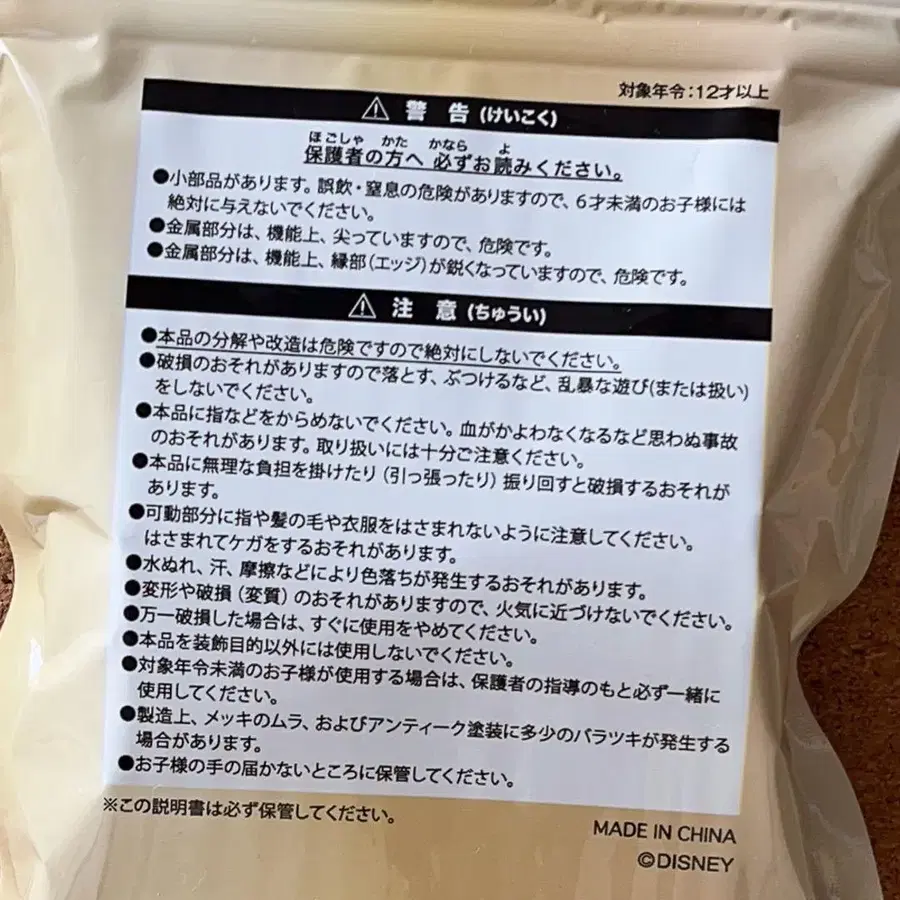 対象年令:12才以上
⚠ 警告(けいこく)
ほごしゃ かた かなら よ
保護者の方へ 必ずお読みください。
●小部品があります。誤飲・窒息の危険がありますので、6才未満のお子様には
絶対に与えないでください。
●金属部分は、機能上、尖っていますので、危険です。
●金属部分は、機能上、縁部(エッジ)が鋭くなっていますので、危険です。
⚠ 注意(ちゅうい)
●本品の分解や改造は危険ですので絶対にしないでください。
●破損のおそれがありますので落とす、ぶつけるなど、乱暴な遊び(または扱い)
をしないでください。
●本品に指などをからめないでください。血がかよわなくなるなど思わぬ事故
のおそれがあります。取り扱いには十分ご注意ください。
●本品に無理な負担を掛けたり(引っ張ったり)振り回すと破損するおそれが
あります。
●可動部分に指や髪の毛や衣服をはさまれないように注意してください。
はさまれてケガをするおそれがあります。
●水ぬれ、汗、摩擦などにより色落ちが発生するおそれがあります。
●変形や破損(変質)のおそれがありますので、火気に近づけないでください。
●万一破損した場合は、すぐに使用をやめてください。
●本品を装飾目的以外には使用しないでください。
●対象年令未満のお子様が使用する場合は、保護者の指導のもと必ず一緒に
使用してください。
●製造上、メッキのムラ、およびアンティーク塗装に多少のバラツキが発生する
場合があります。
●お子様の手の届かないところに保管してください。
※この説明書は必ず保管してください。
MADE IN CHINA
©DISNEY